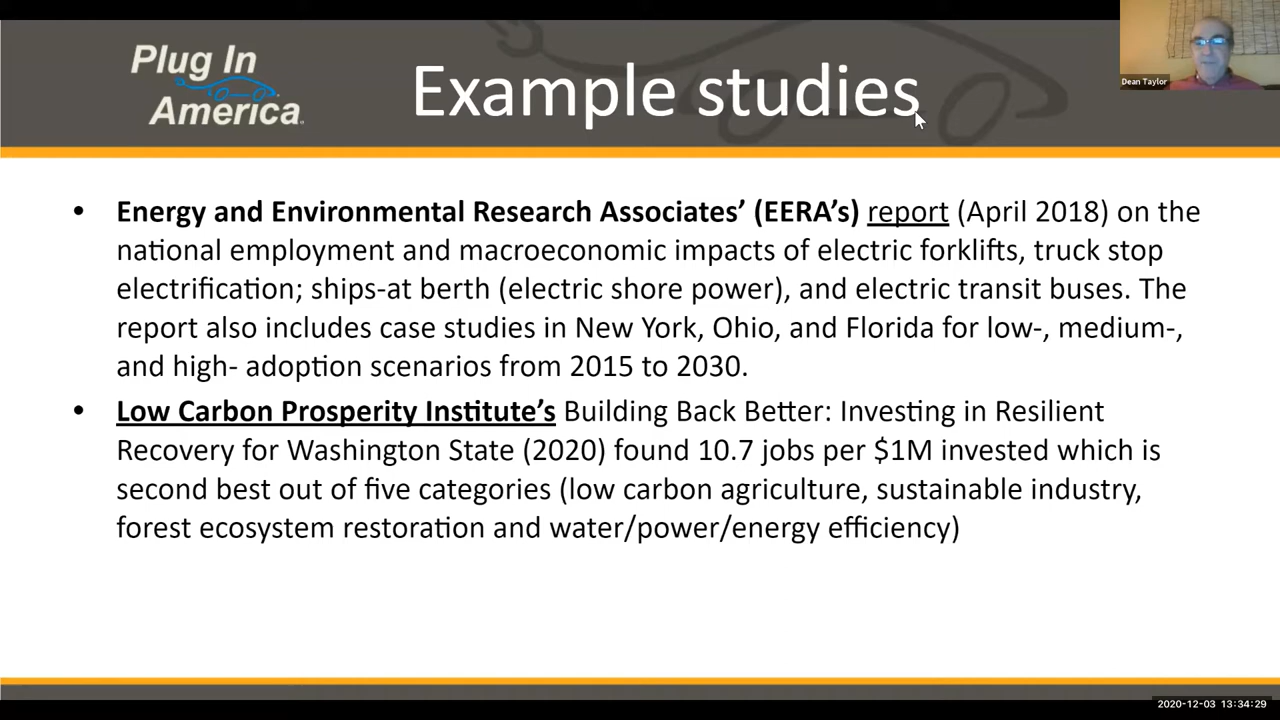 Plug In
America
Example studies
Dean Taylor
• Energy and Environmental Research Associates’ (EERA’s) report (April 2018) on the
national employment and macroeconomic impacts of electric forklifts, truck stop
electrification; ships-at berth (electric shore power), and electric transit buses. The
report also includes case studies in New York, Ohio, and Florida for low-, medium-,
and high- adoption scenarios from 2015 to 2030.
• Low Carbon Prosperity Institute’s Building Back Better: Investing in Resilient
Recovery for Washington State (2020) found 10.7 jobs per $1M invested which is
second best out of five categories (low carbon agriculture, sustainable industry,
forest ecosystem restoration and water/power/energy efficiency)
2020-12-03 13:34:29